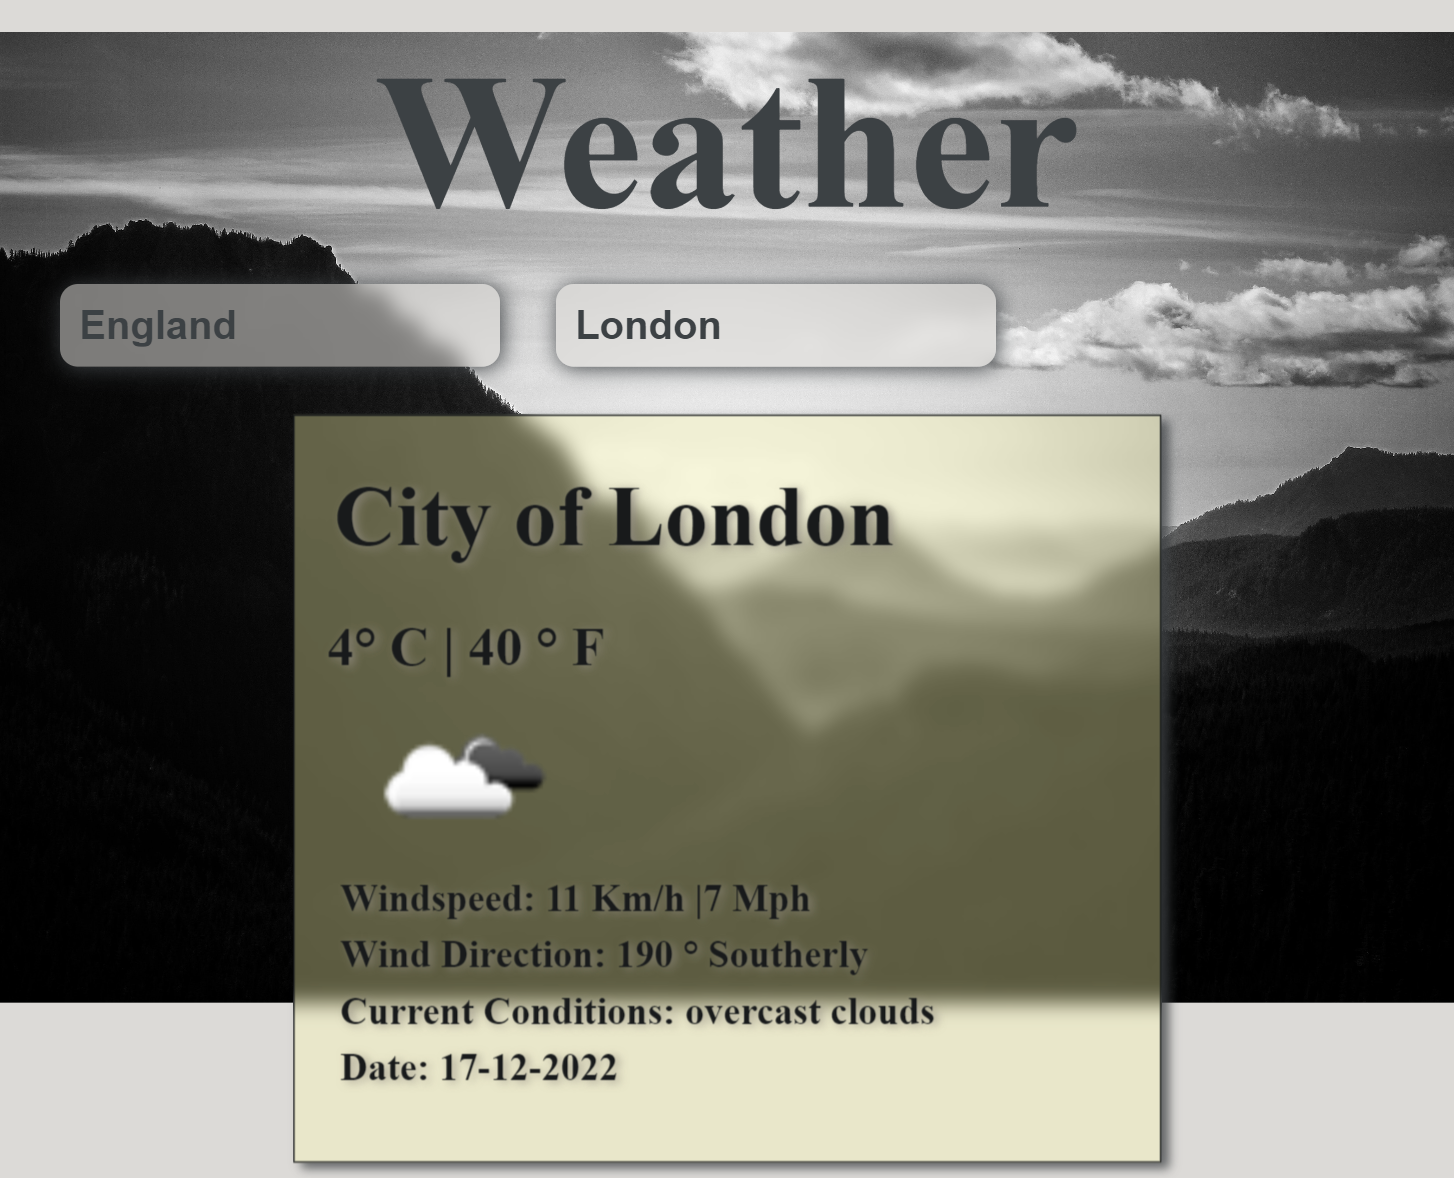 Weather
England
London
City of London
4° C | 40 ° F
Windspeed: 11 Km/h |7 Mph
Wind Direction: 190 ° Southerly
Current Conditions: overcast clouds
Date: 17-12-2022